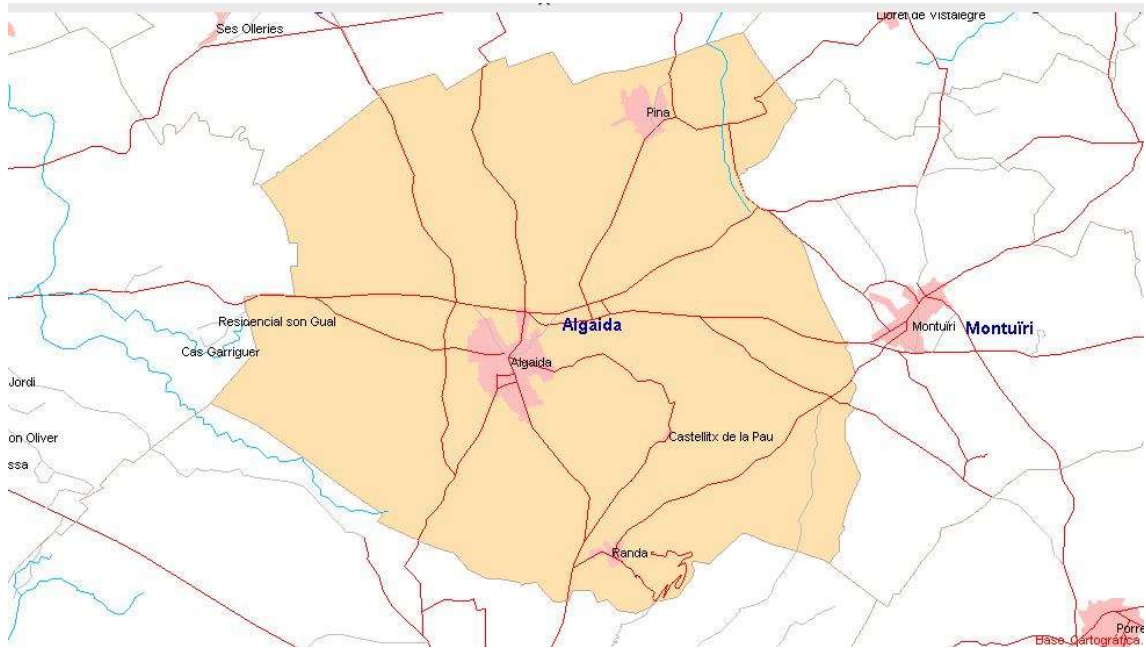 Ses Olleries
Lloret de Vistalegre
Pina
Residencial son Gual
Algaida
Montuïri
Montuïri
Cas Garriguer
Algaida
Jordi
Castellitx de la Pau
on Oliver
ssa
Randa
Porre
Base Cartográfica.